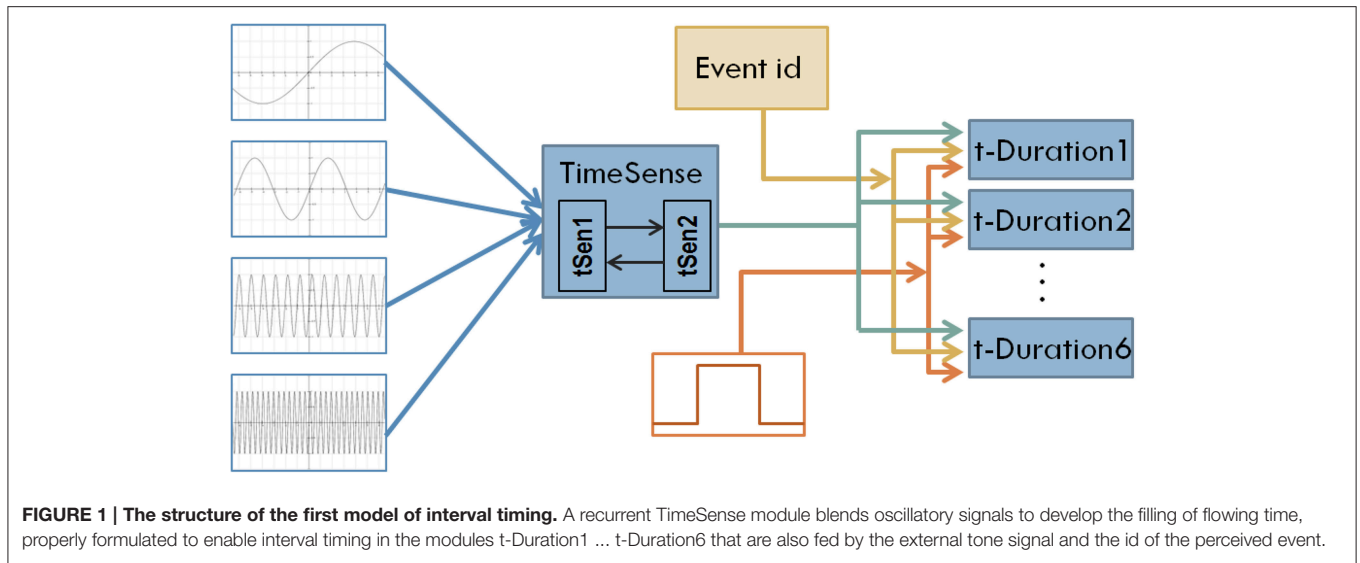 Event id
TimeSense
tSen1
tSen2
t-Duration1
t-Duration2
t-Duration6
FIGURE 1 | The structure of the first model of interval timing. A recurrent TimeSense module blends oscillatory signals to develop the filling of flowing time,
properly formulated to enable interval timing in the modules t-Duration1 ... t-Duration6 that are also fed by the external tone signal and the id of the perceived event.